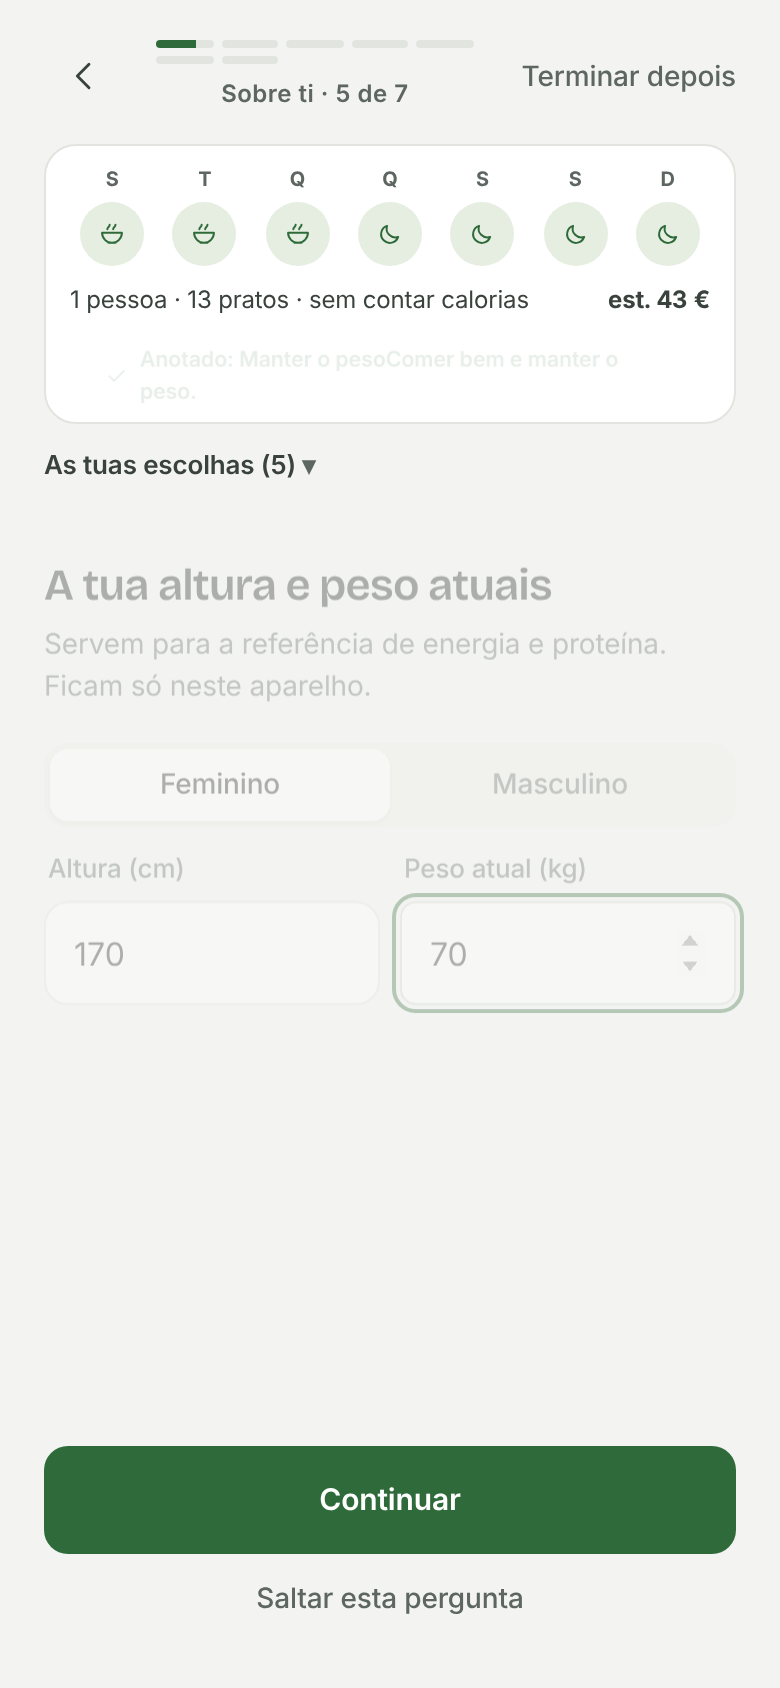 Sobre ti · 5 de 7
Terminar depois
S T Q Q S S D
1 pessoa · 13 pratos · sem contar calorias est. 43 €
Anotado: Manter o pesoComer bem e manter o
peso.
As tuas escolhas (5) ▾
A tua altura e peso atuais
Servem para a referência de energia e proteína.
Ficam só neste aparelho.
Feminino Masculino
Altura (cm) Peso atual (kg)
170 70
Continuar
Saltar esta pergunta